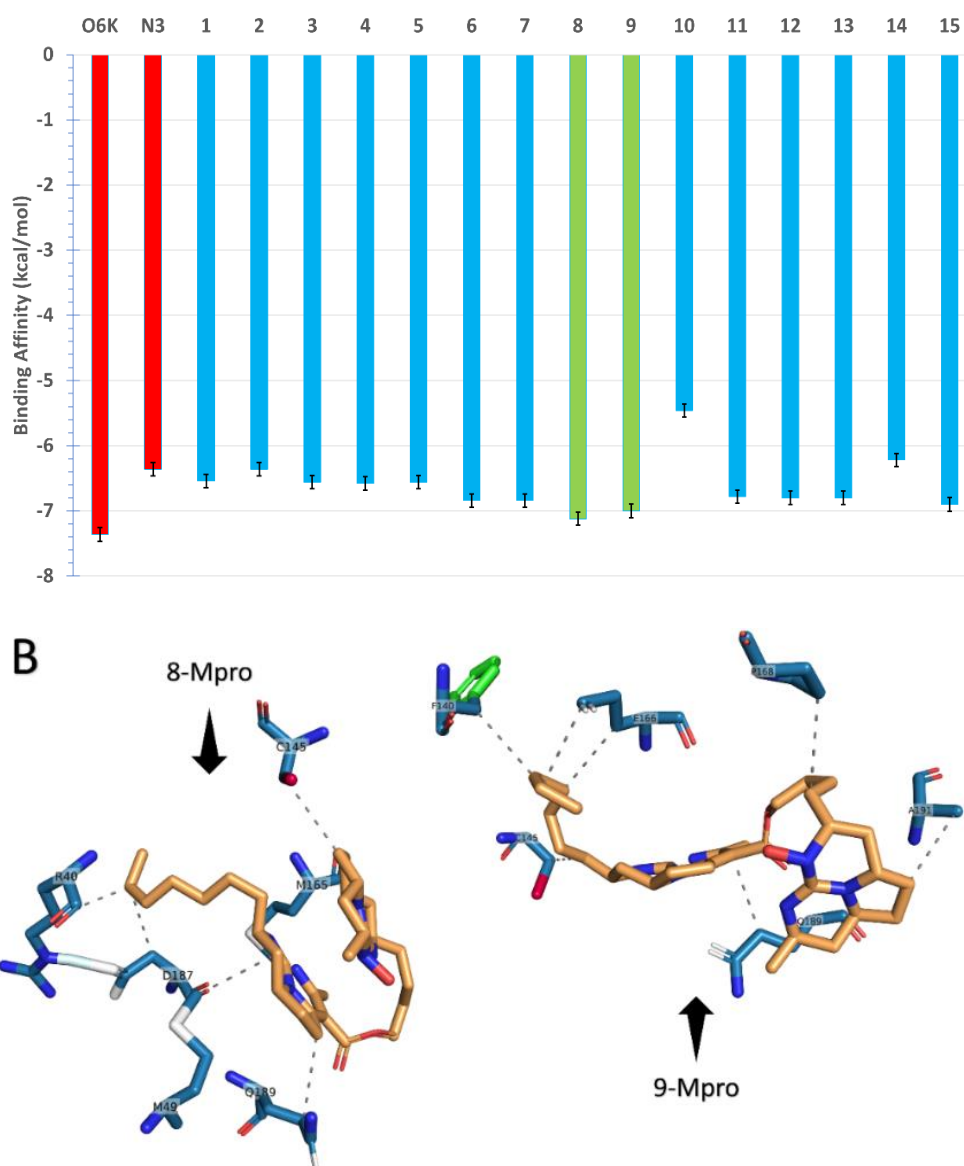 O6K N3 1 2 3 4 5 6 7 8 9 10 11 12 13 14 15
0
-1
-2
-3
-4
-5
-6
-7
-8
Binding Affinity (kcal/mol)
B
8-Mpro
C145
R40
M165
D187
M49
Q189
F140
E166
P168
A191
C145
Q189
9-Mpro